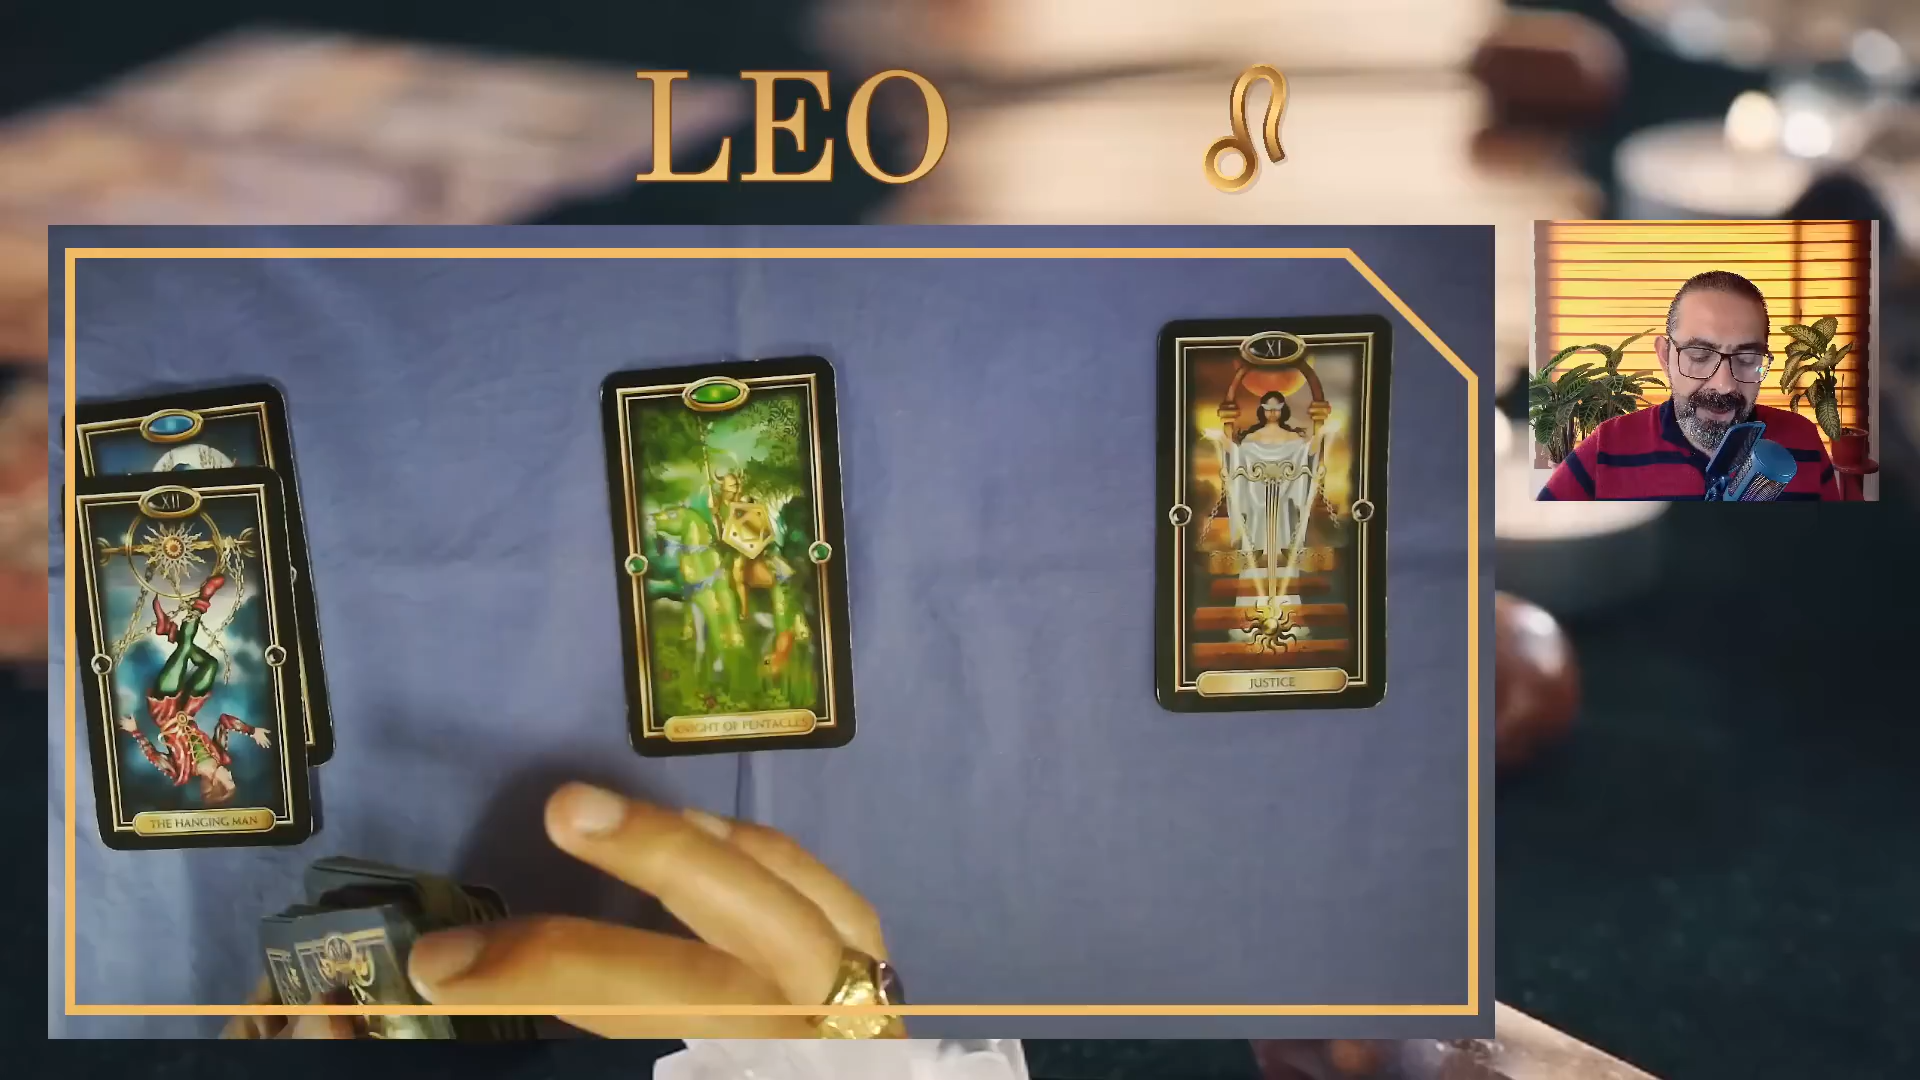 LEO
XI
XII
KNIGHT OF PENTACLES
JUSTICE
THE HANGING MAN